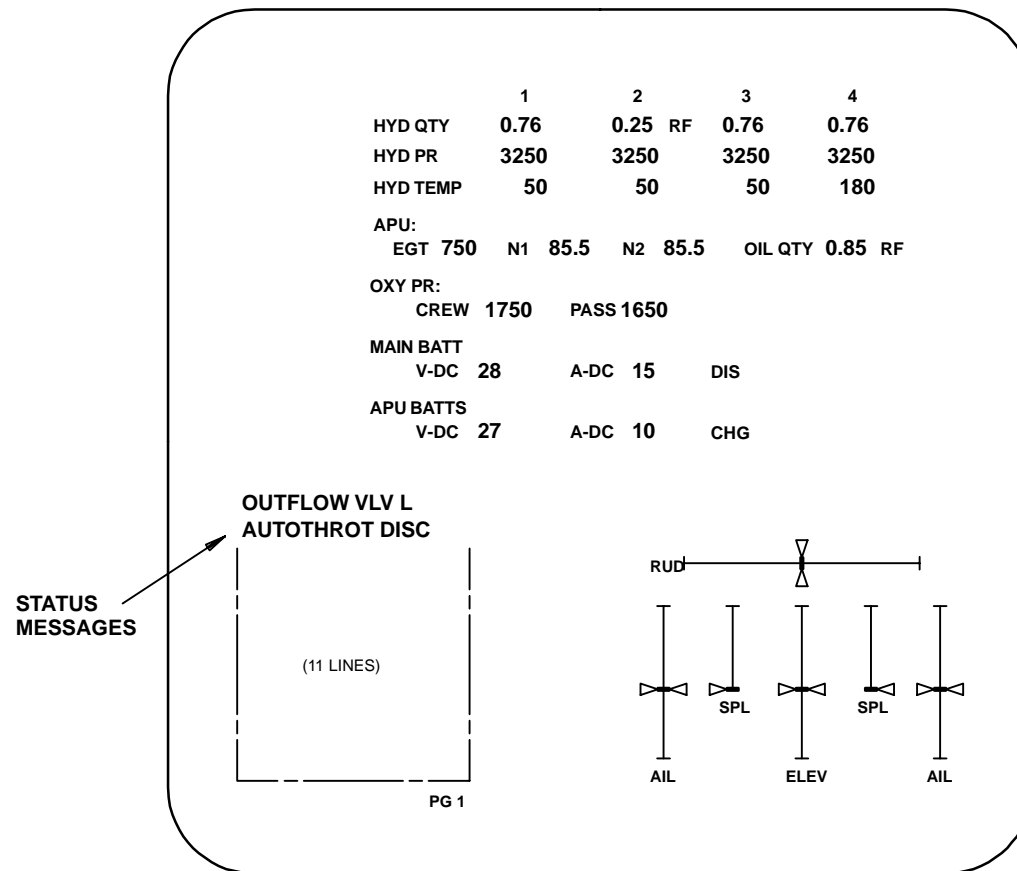 1 2 3 4
HYD QTY 0.76 0.25 RF 0.76 0.76
HYD PR 3250 3250 3250 3250
HYD TEMP 50 50 50 180
APU:
EGT 750 N1 85.5 N2 85.5 OIL QTY 0.85 RF
OXY PR:
CREW 1750 PASS 1650
MAIN BATT
V-DC 28 A-DC 15 DIS
APU BATTS
V-DC 27 A-DC 10 CHG
OUTFLOW VLV L
AUTOTHROT DISC
STATUS
MESSAGES
(11 LINES)
PG 1
RUD
SPL SPL
AIL ELEV AIL